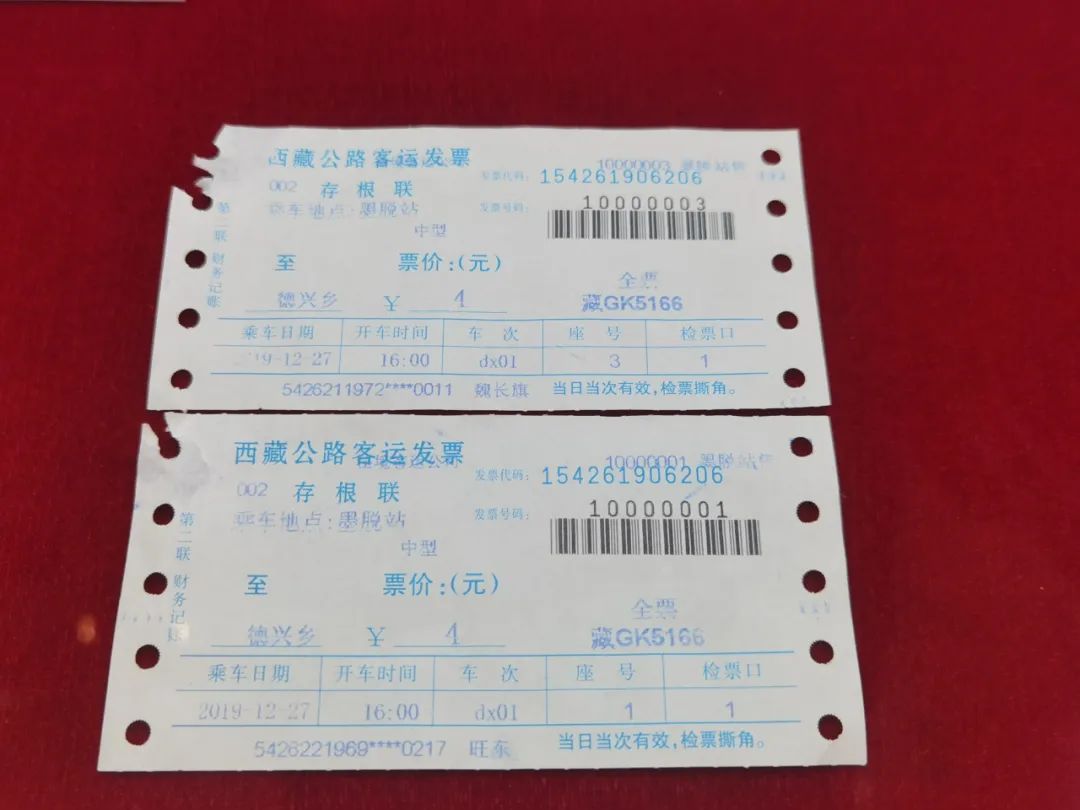 西藏公路客运发票
10000003 墨脱站售
发票代码: 154261906206
002 存根联
乘车地点:墨脱站
发票号码: 10000003
中型
第二联 财务记账
至 票价:(元)
全票
德兴乡 ¥ 4 藏GK5166
乘车日期 开车时间 车次 座号 检票口
19-12-27 16:00 dx01 3 1
5426211972****0011 魏长旗 当日当次有效,检票撕角。
西藏公路客运发票
10000001 墨脱站售
发票代码: 154261906206
002 存根联
乘车地点:墨脱站
发票号码: 10000001
中型
第二联 财务记账
至 票价:(元)
全票
德兴乡 ¥ 4 藏GK5166
乘车日期 开车时间 车次 座号 检票口
2019-12-27 16:00 dx01 1 1
5426221969****0217 旺东 当日当次有效,检票撕角。